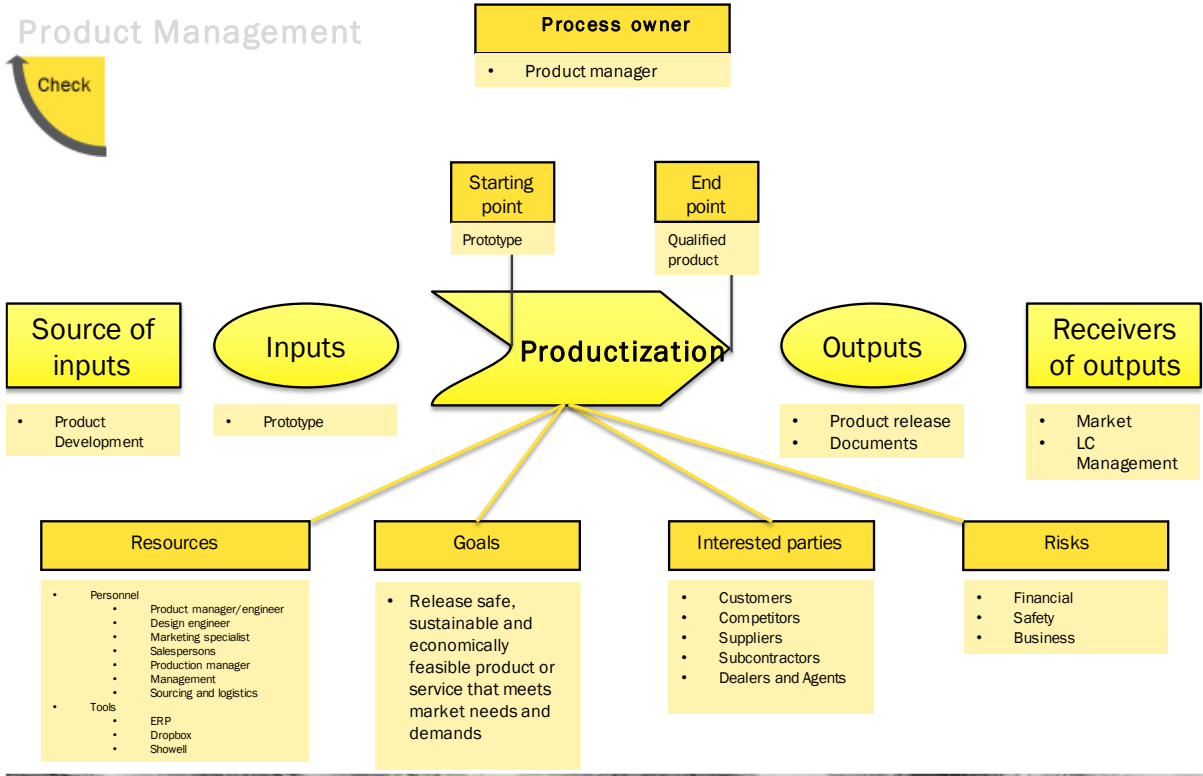 Product Management
Check
Process owner
• Product manager
Starting
point
Prototype
End
point
Qualified
product
Source of
inputs
• Product
Development
Inputs
• Prototype
Productization
Outputs
• Product release
• Documents
Receivers
of outputs
• Market
• LC
Management
Resources
• Personnel
• Product manager/engineer
• Design engineer
• Marketing specialist
• Salespersons
• Production manager
• Management
• Sourcing and logistics
• Tools
• ERP
• Dropbox
• Showell
Goals
• Release safe,
sustainable and
economically
feasible product or
service that meets
market needs and
demands
Interested parties
• Customers
• Competitors
• Suppliers
• Subcontractors
• Dealers and Agents
Risks
• Financial
• Safety
• Business